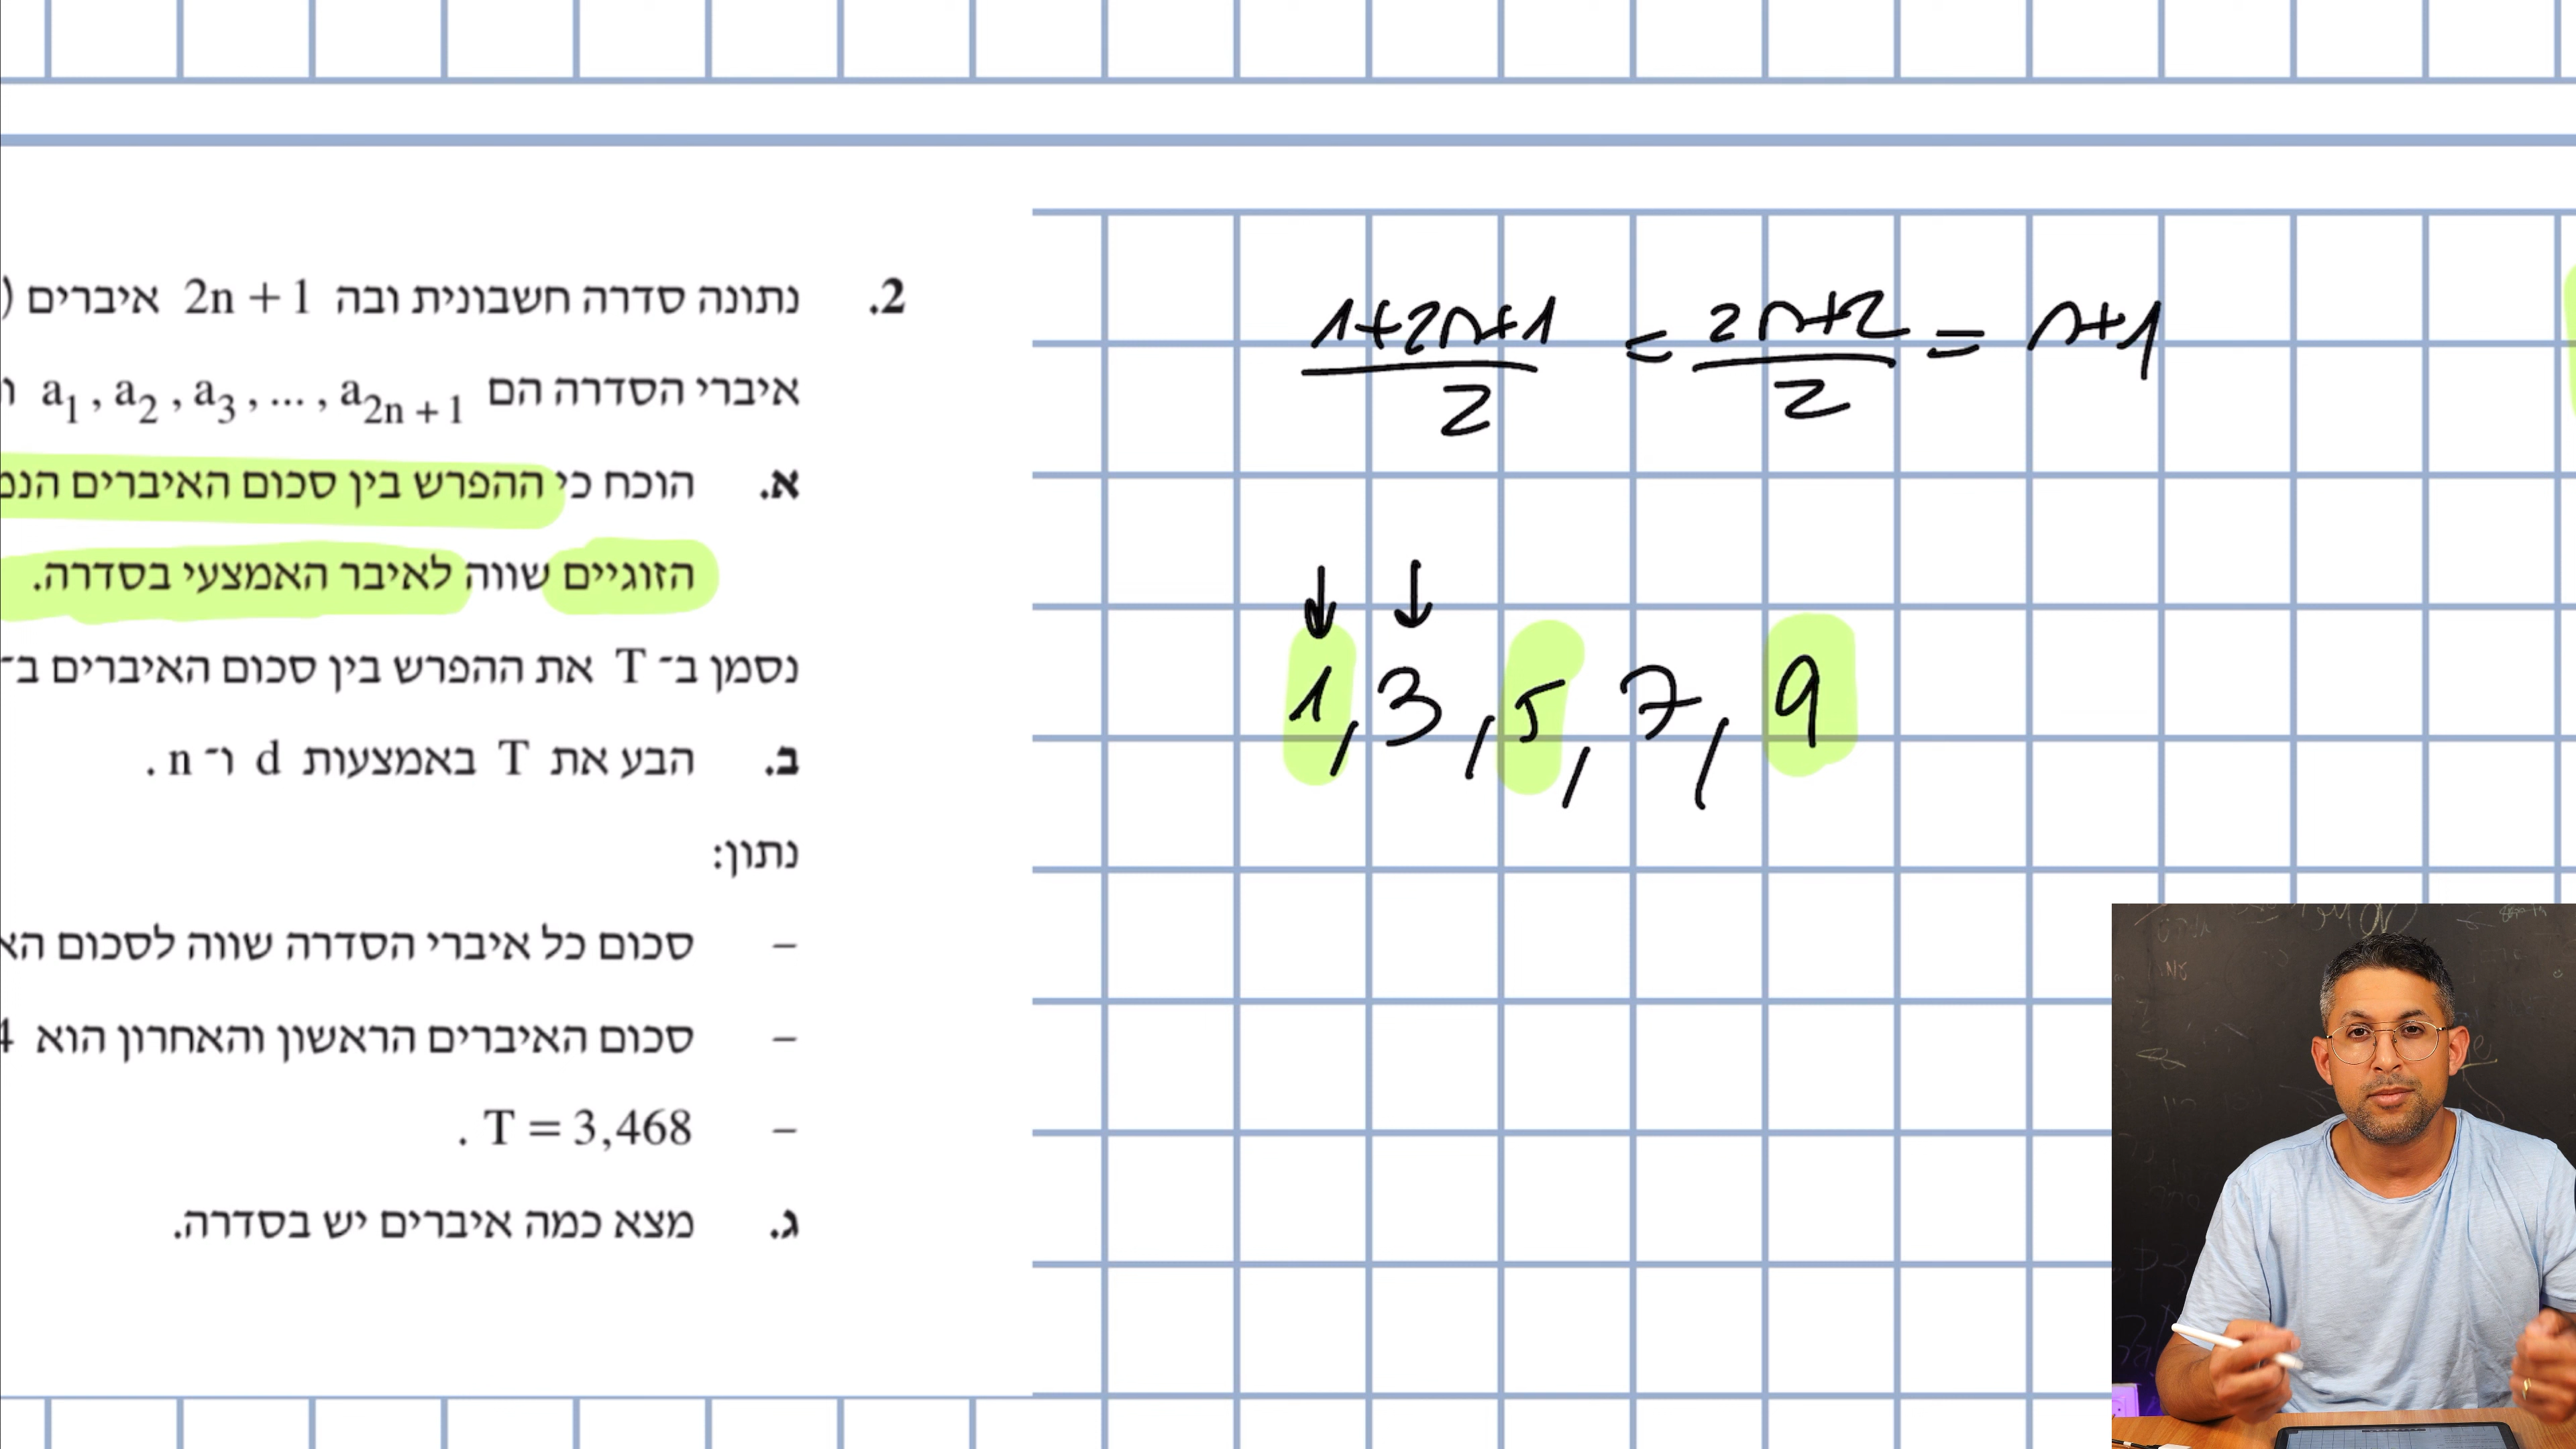 2. נתונה סדרה חשבונית ובה 2n + 1 איברים (
איברי הסדרה הם a₁ , a₂ , a₃ , ... , a₂ₙ₊₁
א. הוכח כי ההפרש בין סכום האיברים
הזוגיים שווה לאיבר האמצעי בסדרה.
נסמן ב־ T את ההפרש בין סכום האיברים ב־
ב. הבע את T באמצעות d ו־ n .
נתון:
– סכום כל איברי הסדרה שווה לסכום
– סכום האיברים הראשון והאחרון הוא
– T = 3,468 .
ג. מצא כמה איברים יש בסדרה.
(1+2n+1)/2 = (2n+2)/2 = n+1
↓ ↓
1, 3, 5, 7, 9